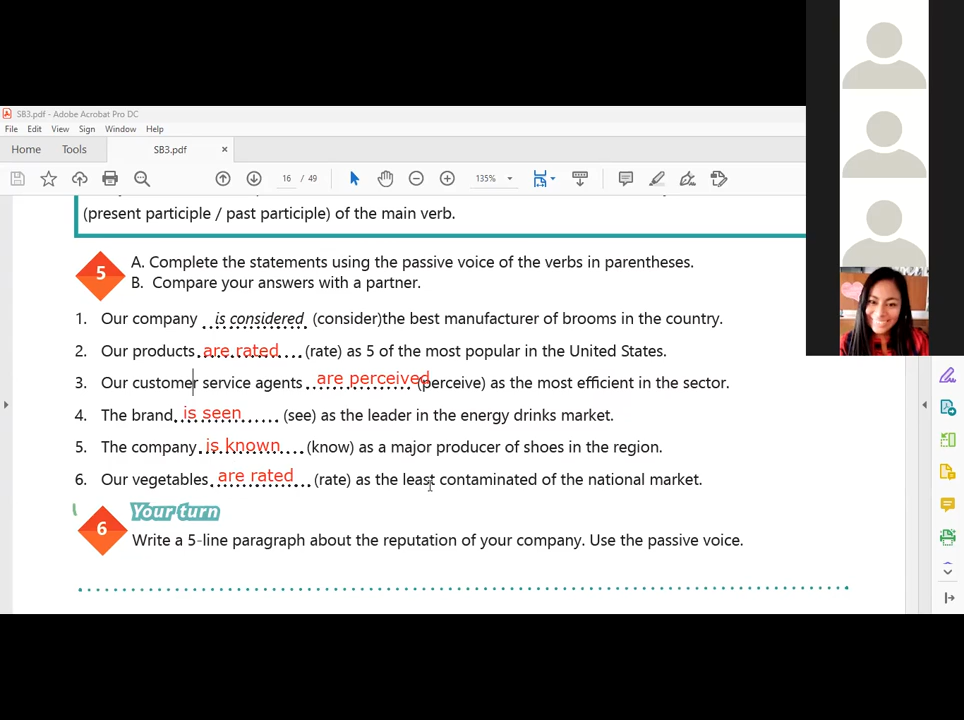 SB3.pdf - Adobe Acrobat Pro DC
File Edit View Sign Window Help
Home Tools SB3.pdf ×
16 / 49 135%
(present participle / past participle) of the main verb.
5
A. Complete the statements using the passive voice of the verbs in parentheses.
B. Compare your answers with a partner.
1. Our company is considered (consider)the best manufacturer of brooms in the country.
2. Our products are rated (rate) as 5 of the most popular in the United States.
3. Our customer service agents are perceived (perceive) as the most efficient in the sector.
4. The brand is seen (see) as the leader in the energy drinks market.
5. The company is known (know) as a major producer of shoes in the region.
6. Our vegetables are rated (rate) as the least contaminated of the national market.
6
Your turn
Write a 5-line paragraph about the reputation of your company. Use the passive voice.